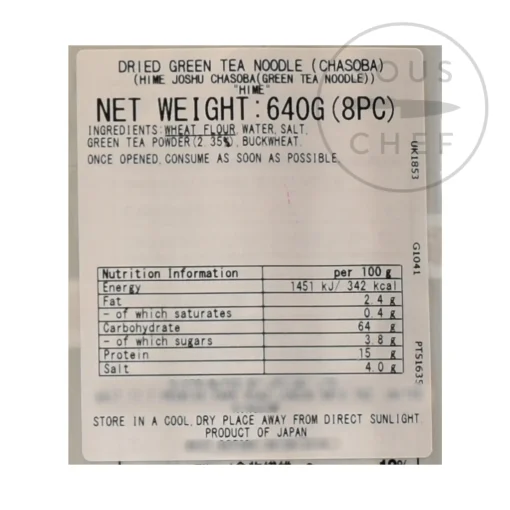 DRIED GREEN TEA NOODLE (CHASOBA)
(HIME JOSHU CHASOBA(GREEN TEA NOODLE))
"HIME"
NET WEIGHT:640G(8PC)
INGREDIENTS:WHEAT FLOUR,WATER,SALT,
GREEN TEA POWDER(2.35%),BUCKWHEAT.
ONCE OPENED,CONSUME AS SOON AS POSSIBLE.
SOUS
CHEF
UK1853
G1041
PTS1635
Nutrition Information per 100 g
Energy 1451 kJ/ 342 kcal
Fat 2.4 g
- of which saturates 0.4 g
Carbohydrate 64 g
- of which sugars 3.8 g
Protein 15 g
Salt 4.0 g
STORE IN A COOL,DRY PLACE AWAY FROM DIRECT SUNLIGHT.
PRODUCT OF JAPAN